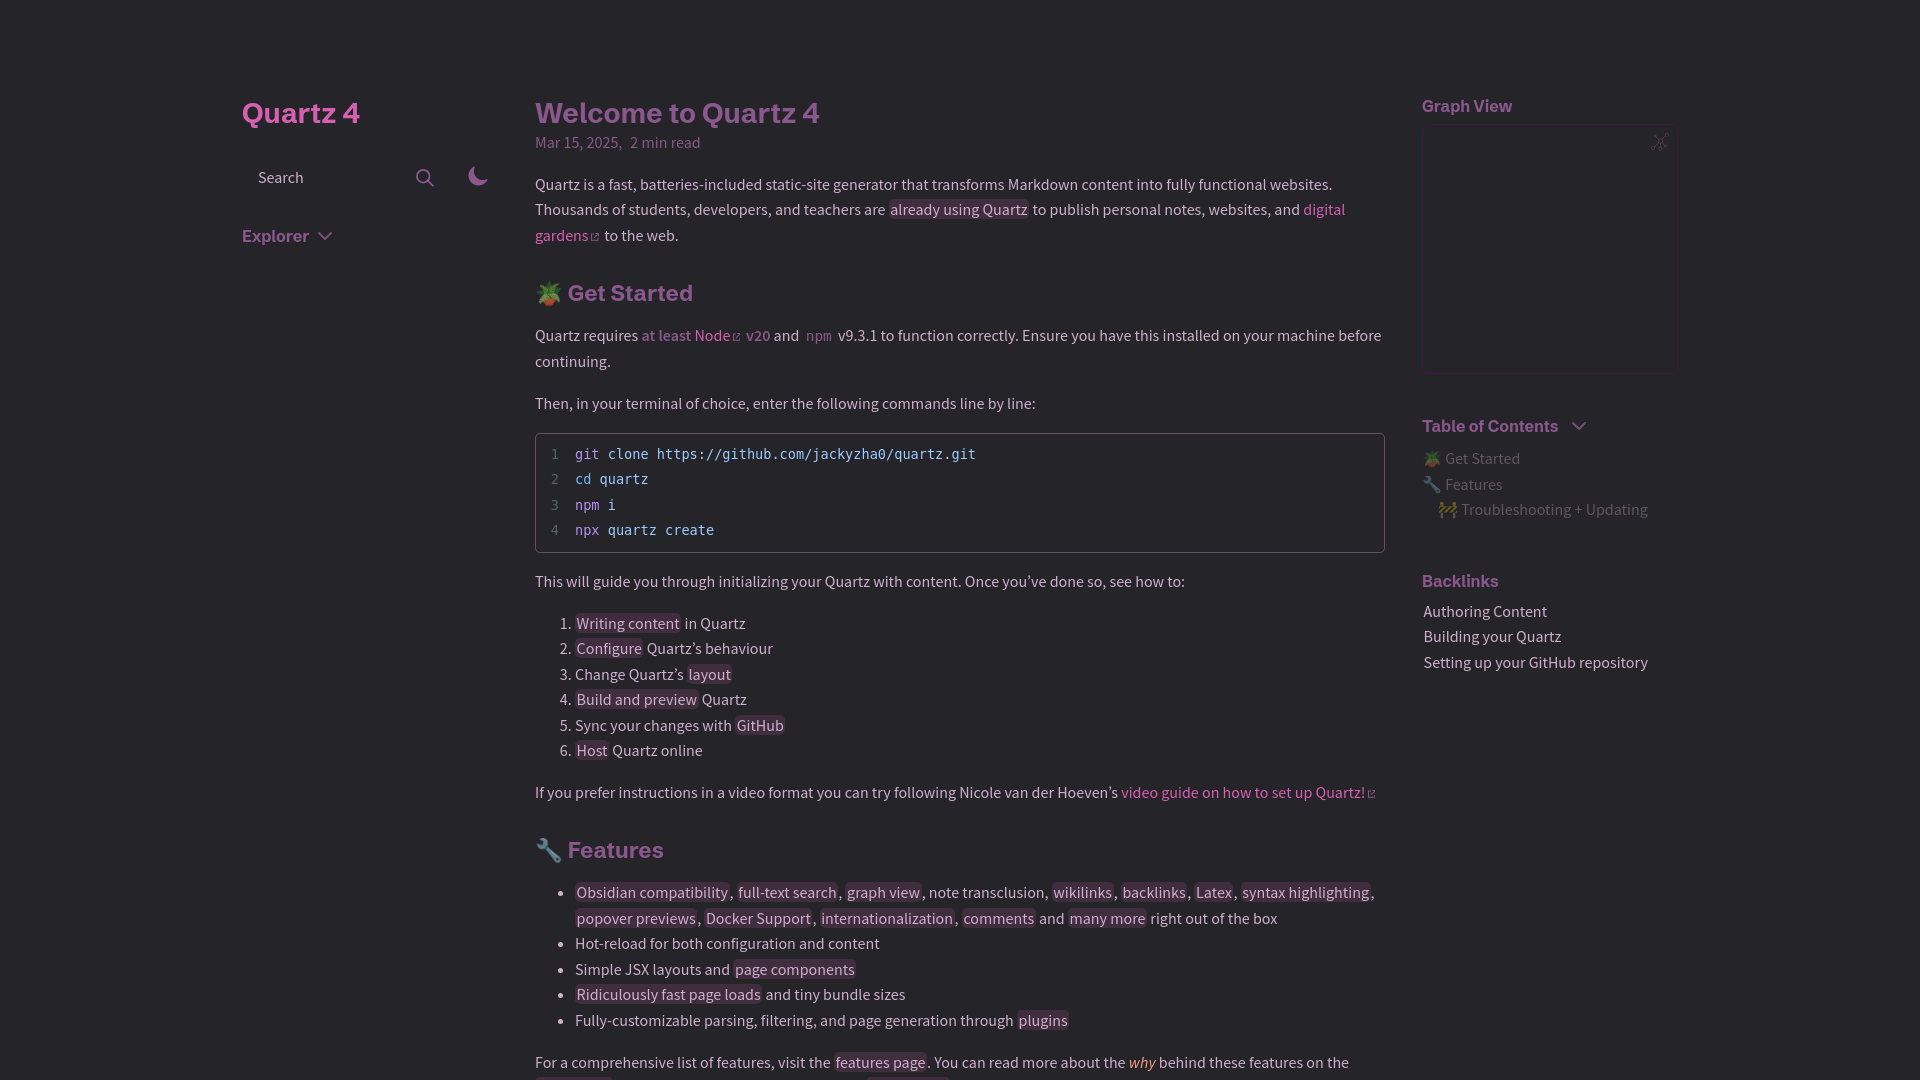 Quartz 4
Search
Explorer
Welcome to Quartz 4
Mar 15, 2025, 2 min read
Quartz is a fast, batteries-included static-site generator that transforms Markdown content into fully functional websites.
Thousands of students, developers, and teachers are already using Quartz to publish personal notes, websites, and digital
gardens to the web.
🪴 Get Started
Quartz requires at least Node v20 and npm v9.3.1 to function correctly. Ensure you have this installed on your machine before
continuing.
Then, in your terminal of choice, enter the following commands line by line:
1 git clone https://github.com/jackyzha0/quartz.git
2 cd quartz
3 npm i
4 npx quartz create
This will guide you through initializing your Quartz with content. Once you’ve done so, see how to:
1. Writing content in Quartz
2. Configure Quartz’s behaviour
3. Change Quartz’s layout
4. Build and preview Quartz
5. Sync your changes with GitHub
6. Host Quartz online
If you prefer instructions in a video format you can try following Nicole van der Hoeven’s video guide on how to set up Quartz!
🔧 Features
• Obsidian compatibility, full-text search, graph view, note transclusion, wikilinks, backlinks, Latex, syntax highlighting,
popover previews, Docker Support, internationalization, comments and many more right out of the box
• Hot-reload for both configuration and content
• Simple JSX layouts and page components
• Ridiculously fast page loads and tiny bundle sizes
• Fully-customizable parsing, filtering, and page generation through plugins
For a comprehensive list of features, visit the features page. You can read more about the why behind these features on the
Graph View
Table of Contents
🪴 Get Started
🔧 Features
🚧 Troubleshooting + Updating
Backlinks
Authoring Content
Building your Quartz
Setting up your GitHub repository